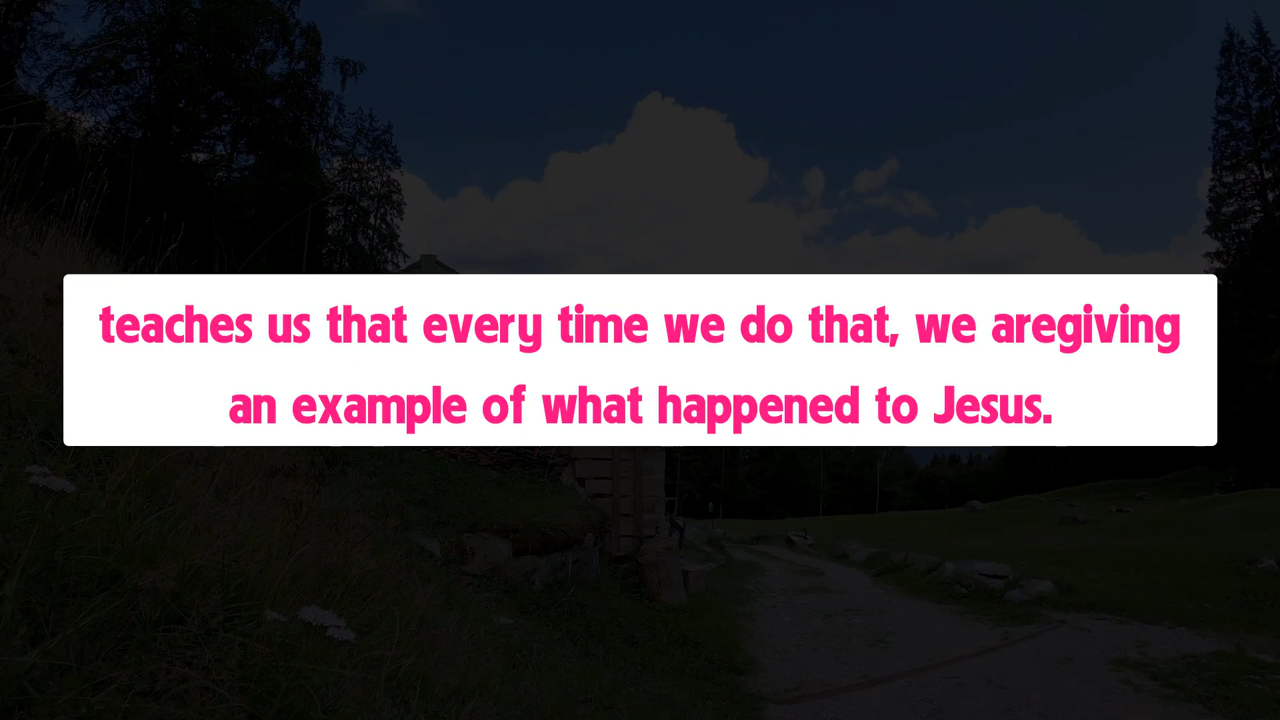 teaches us that every time we do that, we aregiving
an example of what happened to Jesus.